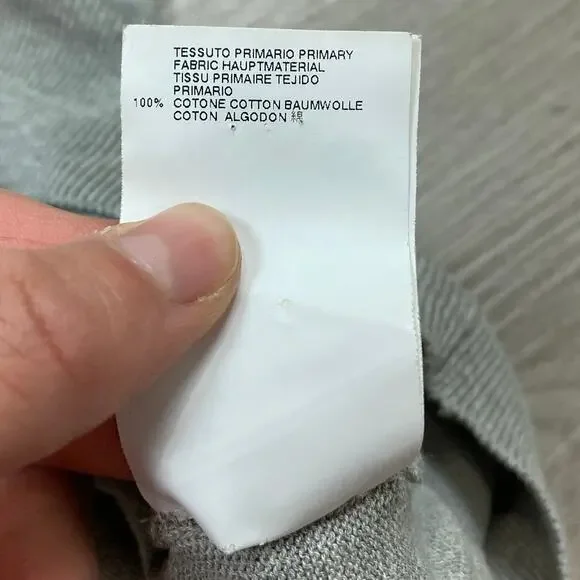 TESSUTO PRIMARIO PRIMARY
FABRIC HAUPTMATERIAL
TISSU PRIMAIRE TEJIDO
PRIMARIO
100% COTONE COTTON BAUMWOLLE
COTON ALGODON 綿